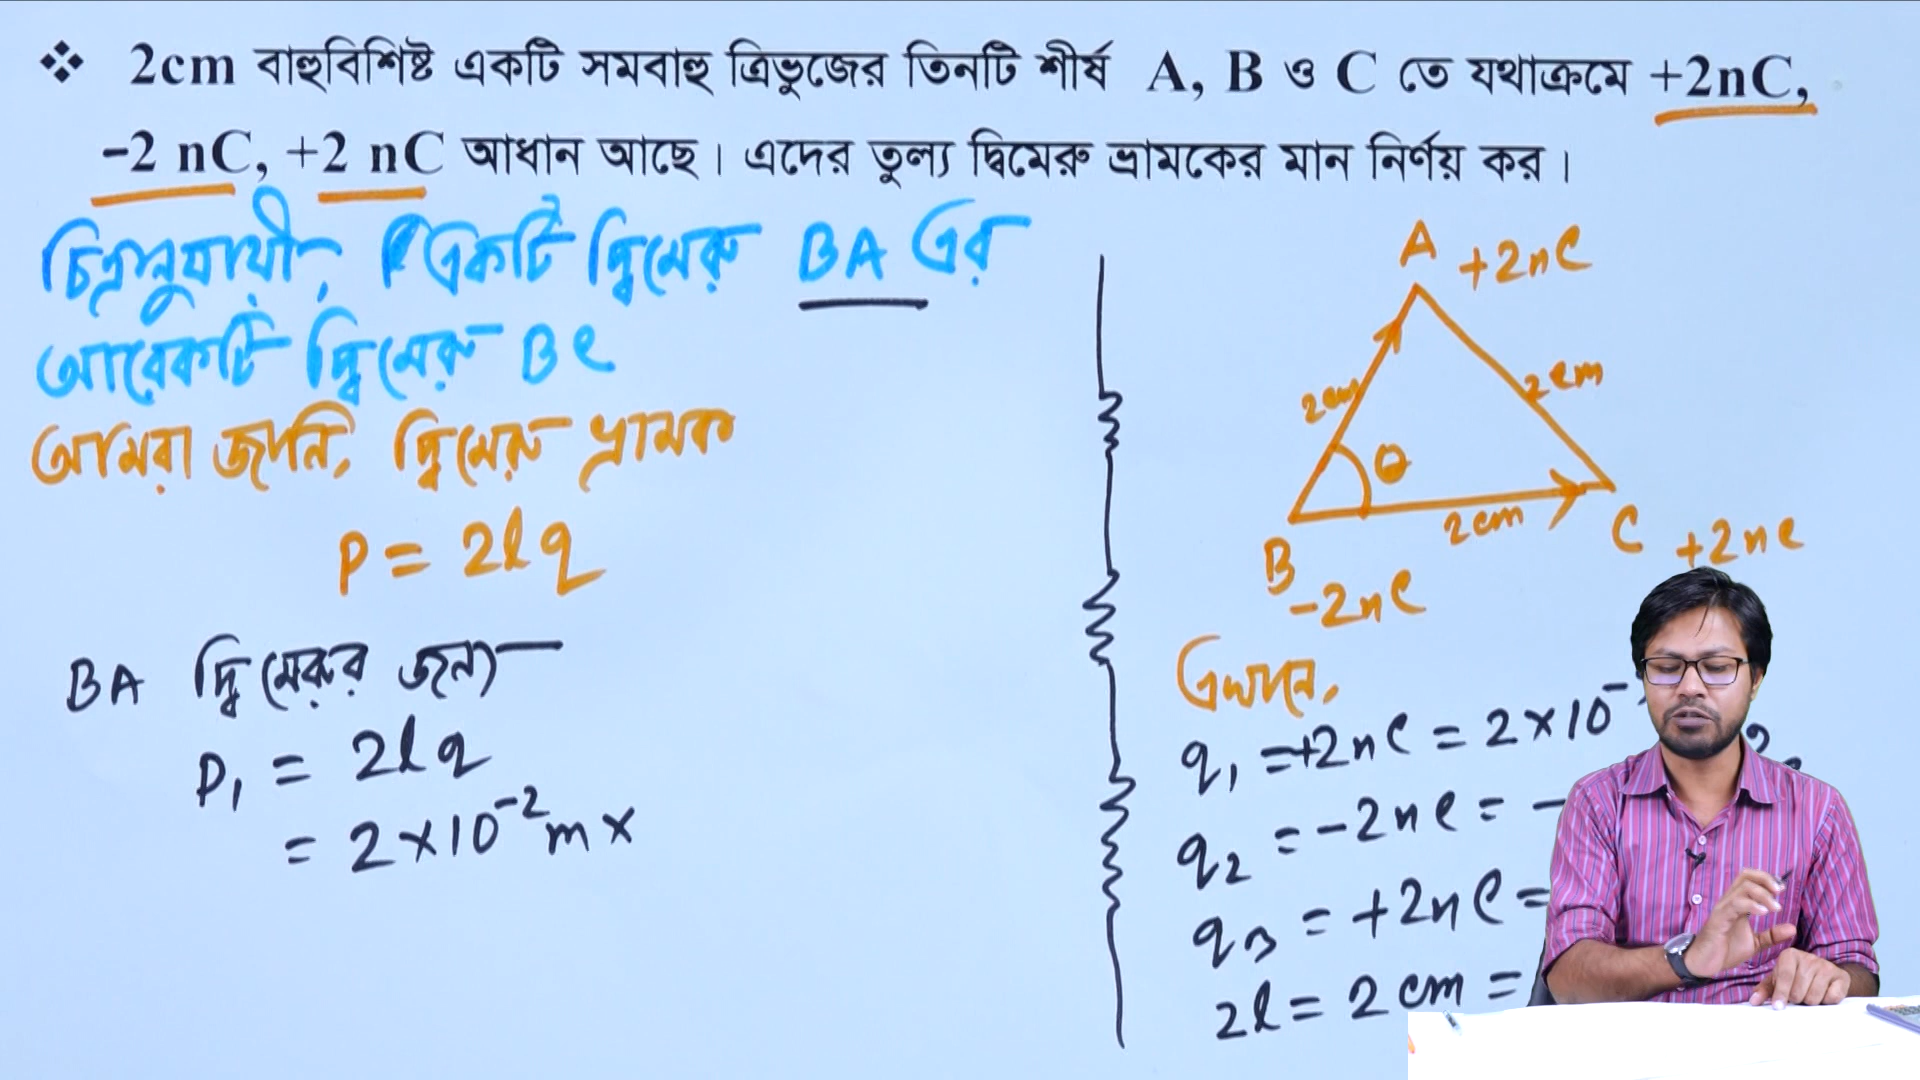 ❖ 2cm বাহুবিশিষ্ট একটি সমবাহু ত্রিভুজের তিনটি শীর্ষ A, B ও C তে যথাক্রমে +2nC,
-2 nC, +2 nC আধান আছে। এদের তুল্য দ্বিমেরু ভ্রামকের মান নির্ণয় কর।
চিত্রানুযায়ী, একটি দ্বিমেরু BA এর
আরেকটি দ্বিমেরু BC
আমরা জানি, দ্বিমেরু ভ্রামক
P = 2lq
BA দ্বিমেরুর জন্য
P₁ = 2lq
= 2×10⁻² m ×
A +2nC
2cm
2cm
θ
2cm
B
-2nC
C +2nC
এখানে,
q₁ = +2nC = 2×10⁻
q₂ = -2nC = -
q₃ = +2nC =
2l = 2cm =